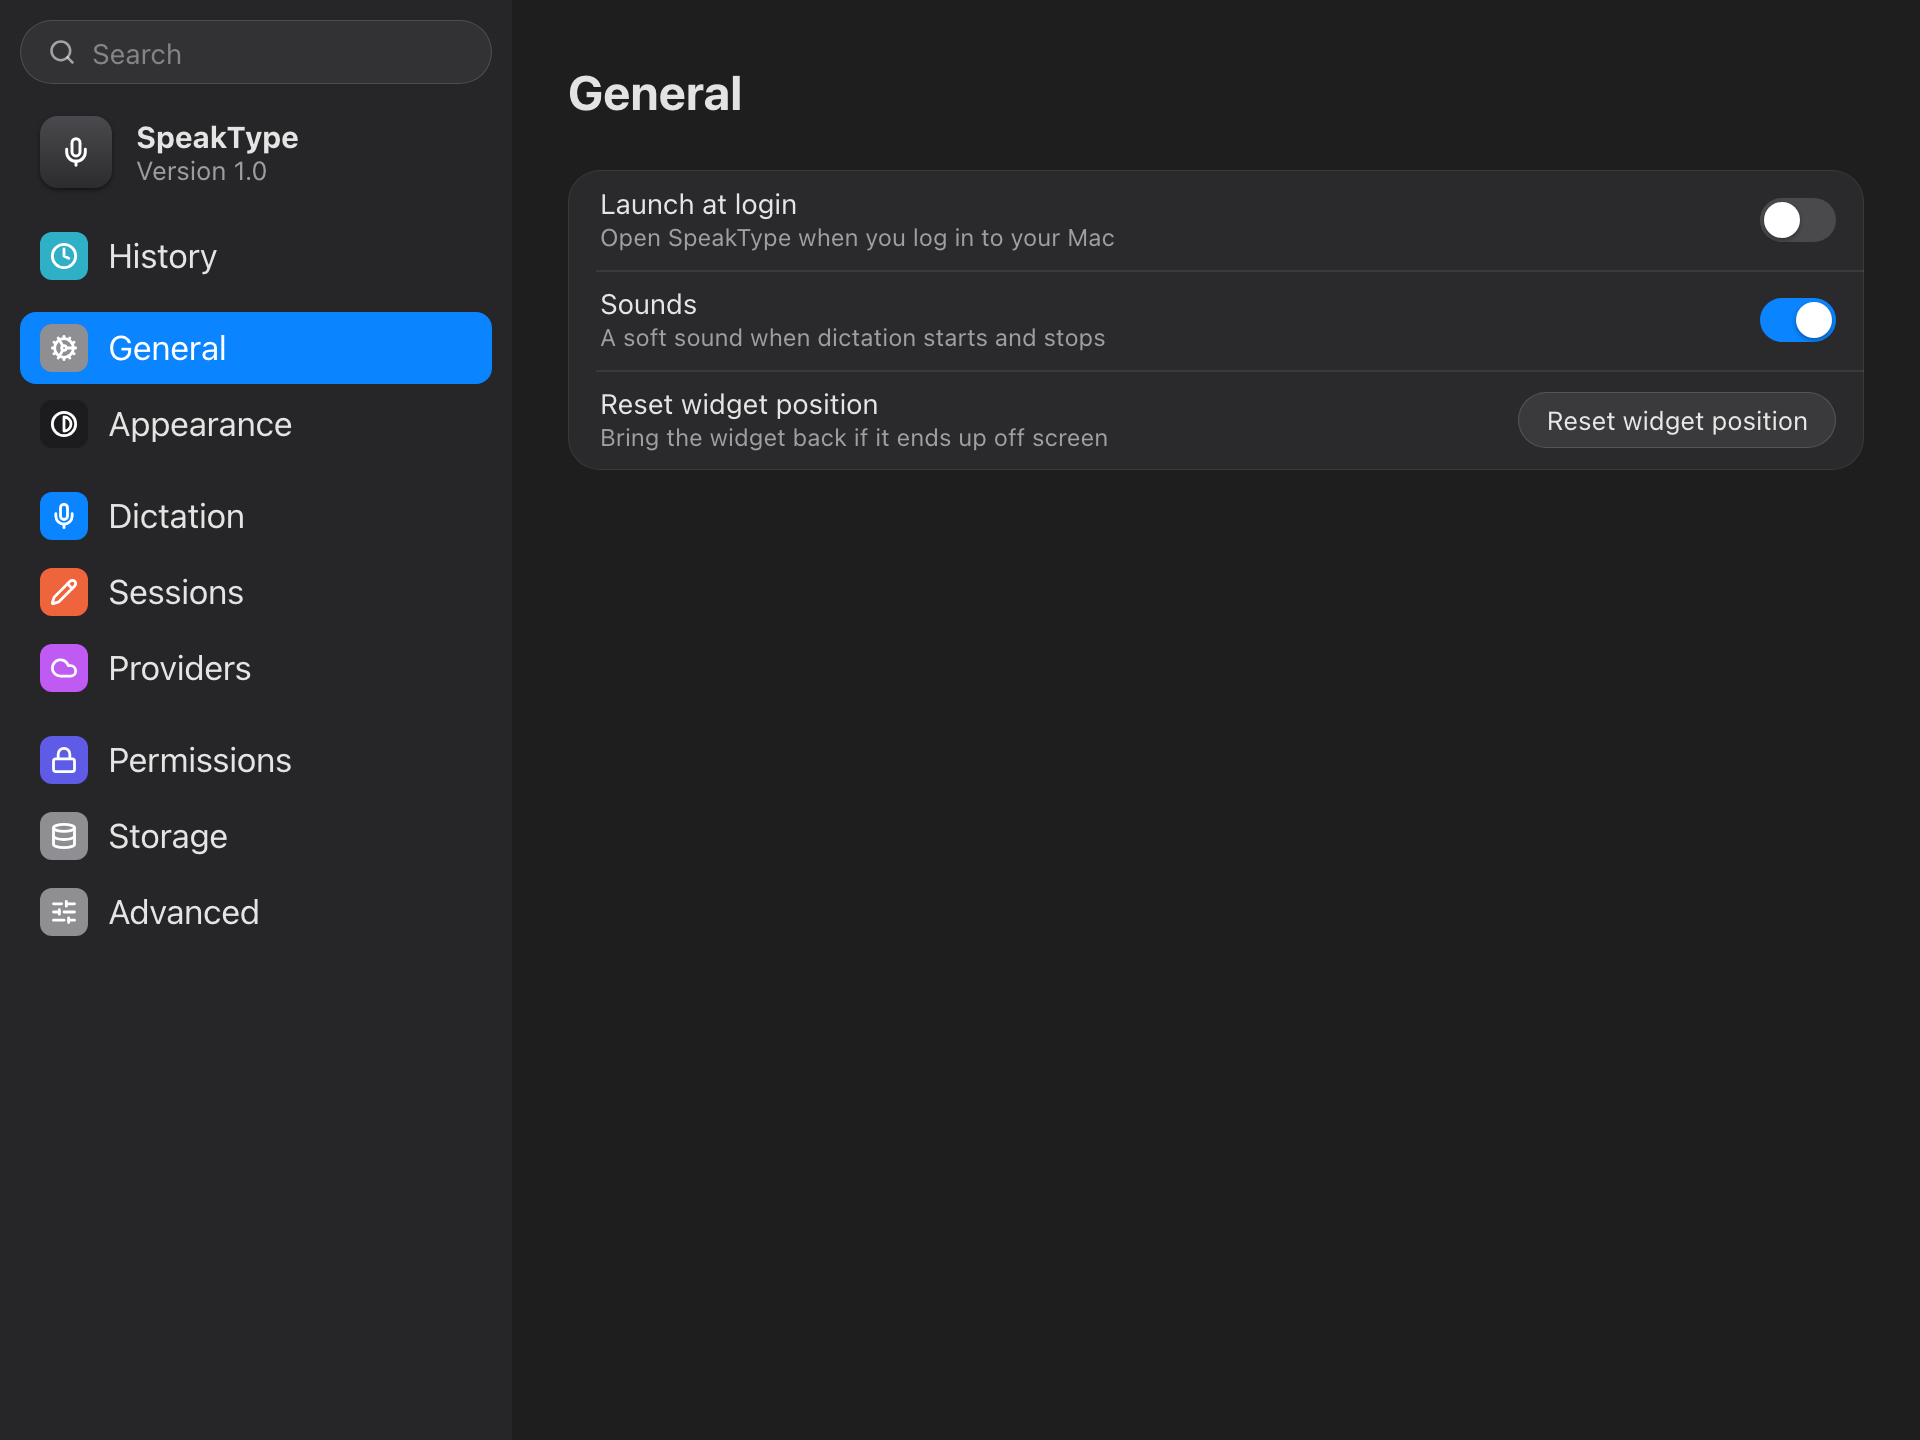 Search
SpeakType
Version 1.0
History
General
Appearance
Dictation
Sessions
Providers
Permissions
Storage
Advanced
General
Launch at login
Open SpeakType when you log in to your Mac
Sounds
A soft sound when dictation starts and stops
Reset widget position
Bring the widget back if it ends up off screen
Reset widget position